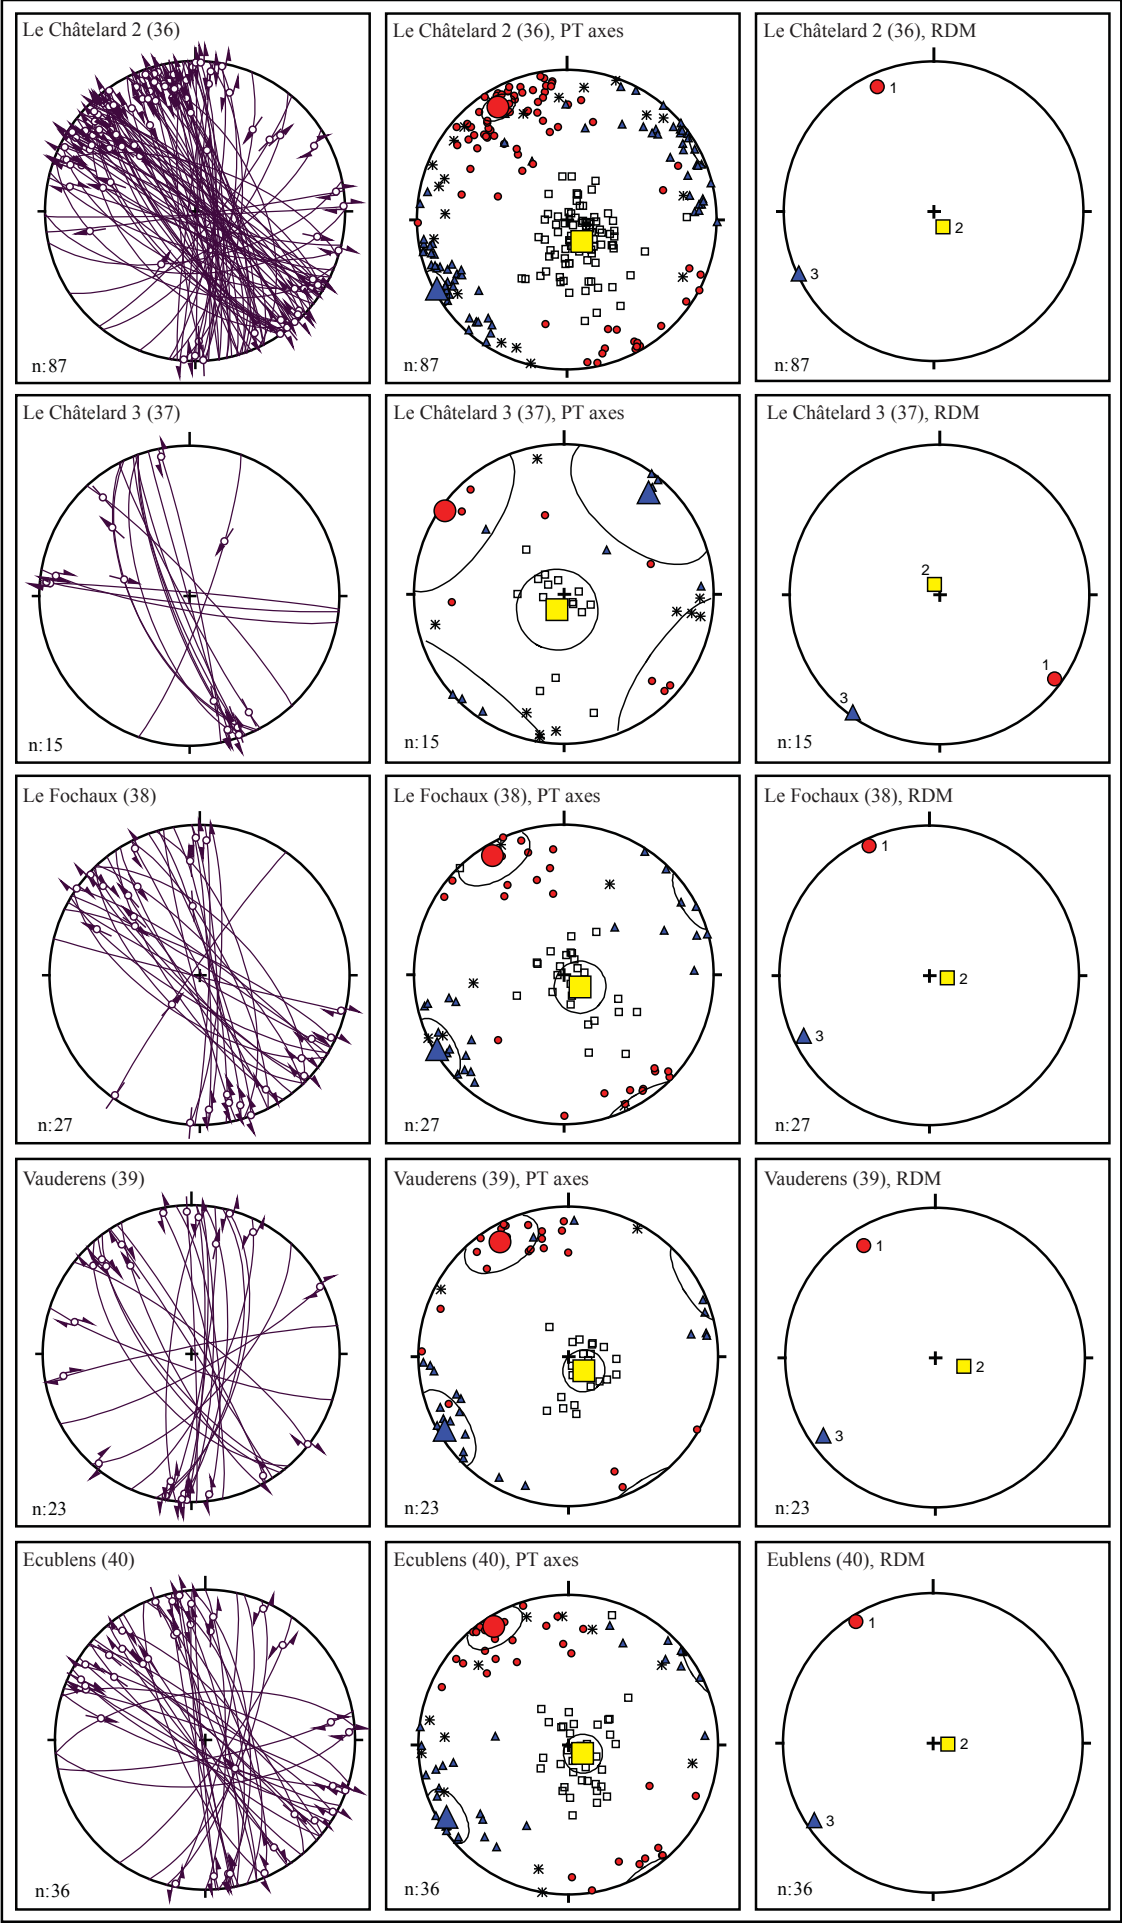 Le Châtelard 2 (36)
n:87
Le Châtelard 2 (36), PT axes
n:87
Le Châtelard 2 (36), RDM
1
2
3
n:87
Le Châtelard 3 (37)
n:15
Le Châtelard 3 (37), PT axes
n:15
Le Châtelard 3 (37), RDM
2
1
3
n:15
Le Fochaux (38)
n:27
Le Fochaux (38), PT axes
n:27
Le Fochaux (38), RDM
1
2
3
n:27
Vauderens (39)
n:23
Vauderens (39), PT axes
n:23
Vauderens (39), RDM
1
2
3
n:23
Ecublens (40)
n:36
Ecublens (40), PT axes
n:36
Eublens (40), RDM
1
2
3
n:36